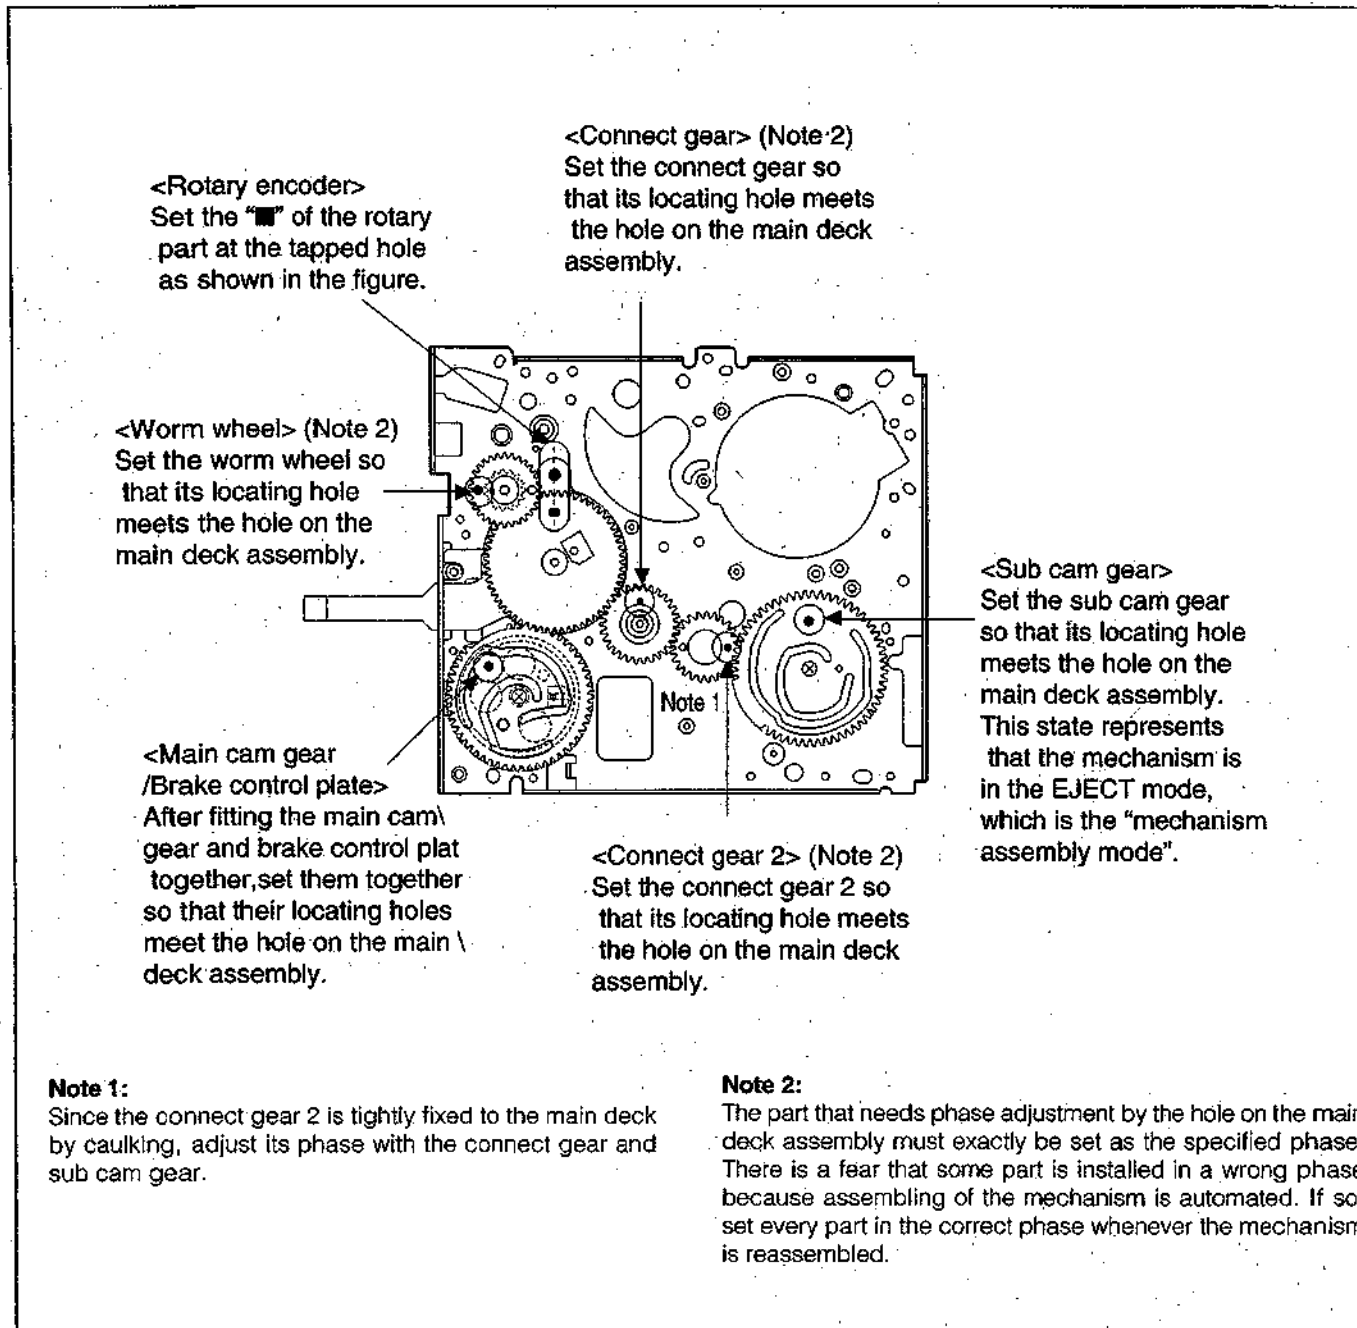 <Connect gear> (Note 2)
Set the connect gear so
that its locating hole meets
the hole on the main deck
assembly.
<Rotary encoder>
Set the "■" of the rotary
part at the tapped hole
as shown in the figure.
<Worm wheel> (Note 2)
Set the worm wheel so
that its locating hole
meets the hole on the
main deck assembly.
<Sub cam gear>
Set the sub cam gear
so that its locating hole
meets the hole on the
main deck assembly.
This state represents
that the mechanism is
in the EJECT mode,
which is the "mechanism
assembly mode".
Note 1
<Main cam gear
/Brake control plate>
After fitting the main cam\
gear and brake control plat
together,set them together
so that their locating holes
meet the hole on the main \
deck assembly.
<Connect gear 2> (Note 2)
Set the connect gear 2 so
that its locating hole meets
the hole on the main deck
assembly.
Note 1:
Since the connect gear 2 is tightly fixed to the main deck
by caulking, adjust its phase with the connect gear and
sub cam gear.
Note 2:
The part that needs phase adjustment by the hole on the main
deck assembly must exactly be set as the specified phase
There is a fear that some part is installed in a wrong phase
because assembling of the mechanism is automated. If so
set every part in the correct phase whenever the mechanism
is reassembled.